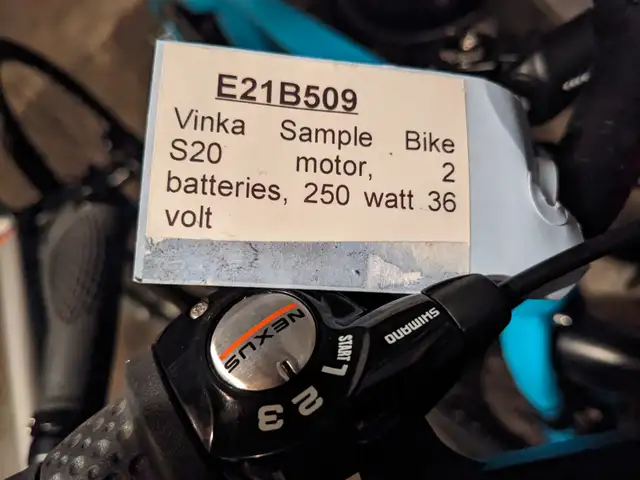 E21B509
Vinka Sample Bike
S20 motor, 2
batteries, 250 watt 36
volt
SHIMANO
NEXUS
START
1
2
3